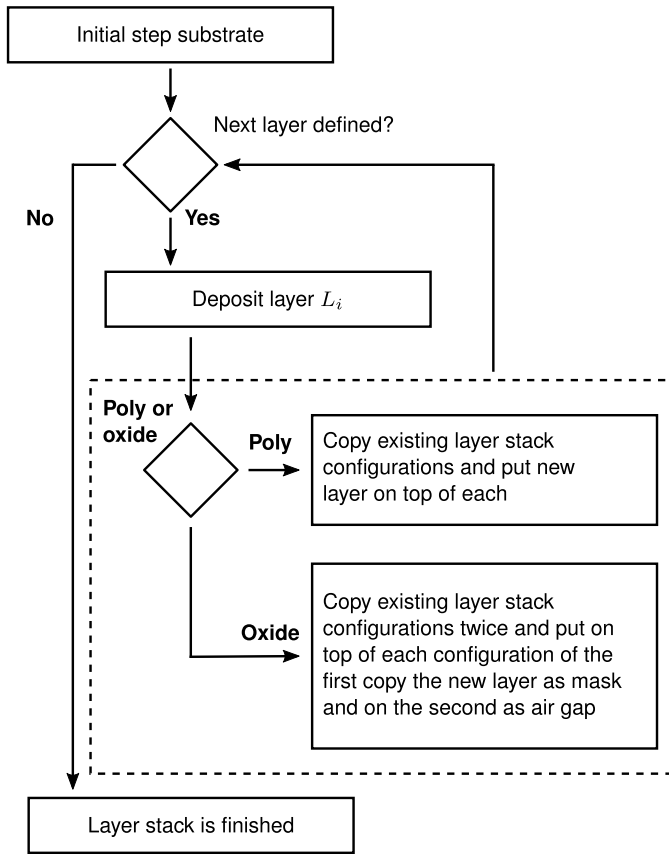 Initial step substrate
Next layer defined?
No
Yes
Deposit layer L_i
Poly or
oxide
Poly
Copy existing layer stack
configurations and put new
layer on top of each
Oxide
Copy existing layer stack
configurations twice and put on
top of each configuration of the
first copy the new layer as mask
and on the second as air gap
Layer stack is finished